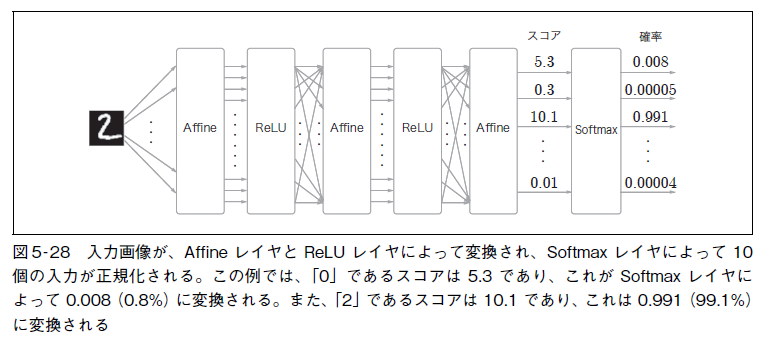 スコア
確率
5.3
0.008
0.3
0.00005
2
Affine
ReLU
Affine
ReLU
Affine
10.1
Softmax
0.991
0.01
0.00004
図5-28 入力画像が、Affine レイヤと ReLU レイヤによって変換され、Softmax レイヤによって 10
個の入力が正規化される。この例では、「0」であるスコアは 5.3 であり、これが Softmax レイヤに
よって 0.008（0.8%）に変換される。また、「2」であるスコアは 10.1 であり、これは 0.991（99.1%）
に変換される